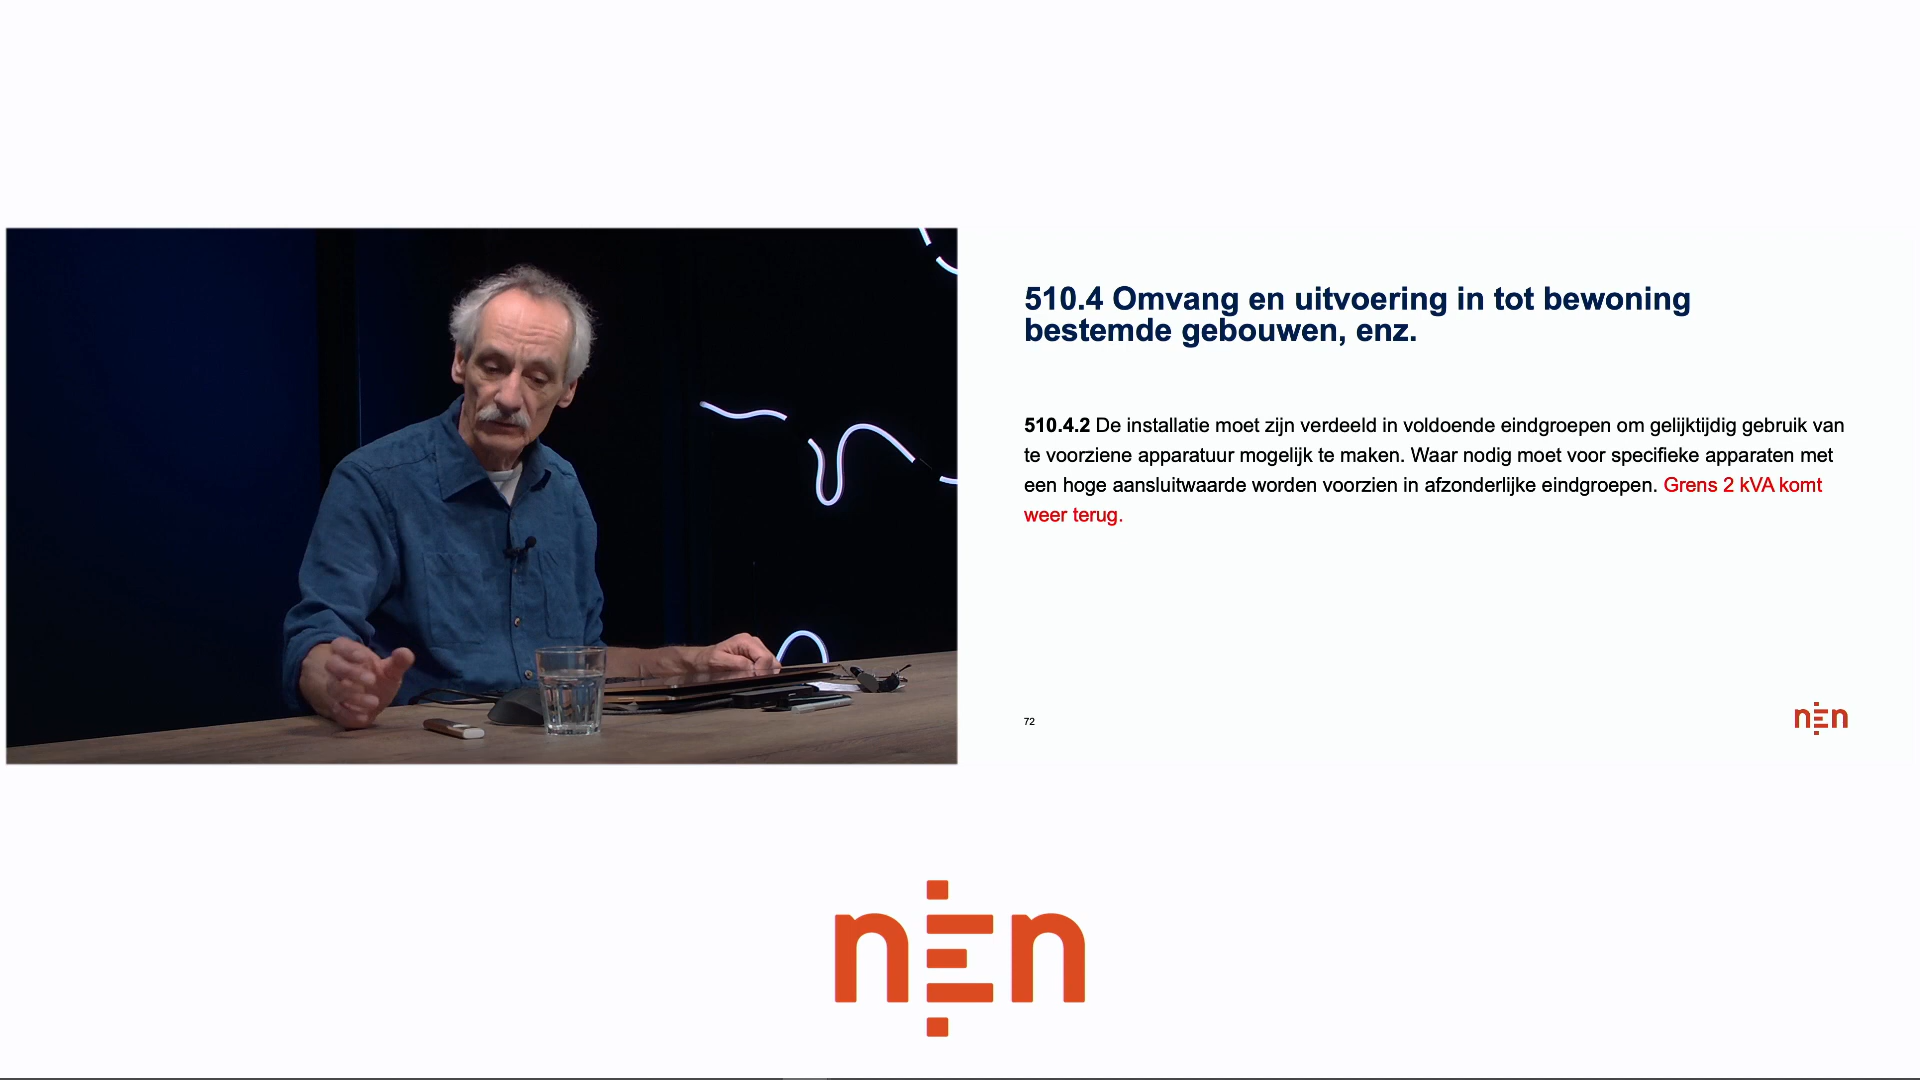 510.4 Omvang en uitvoering in tot bewoning
bestemde gebouwen, enz.
510.4.2 De installatie moet zijn verdeeld in voldoende eindgroepen om gelijktijdig gebruik van
te voorziene apparatuur mogelijk te maken. Waar nodig moet voor specifieke apparaten met
een hoge aansluitwaarde worden voorzien in afzonderlijke eindgroepen. Grens 2 kVA komt
weer terug.
72
nen
nen